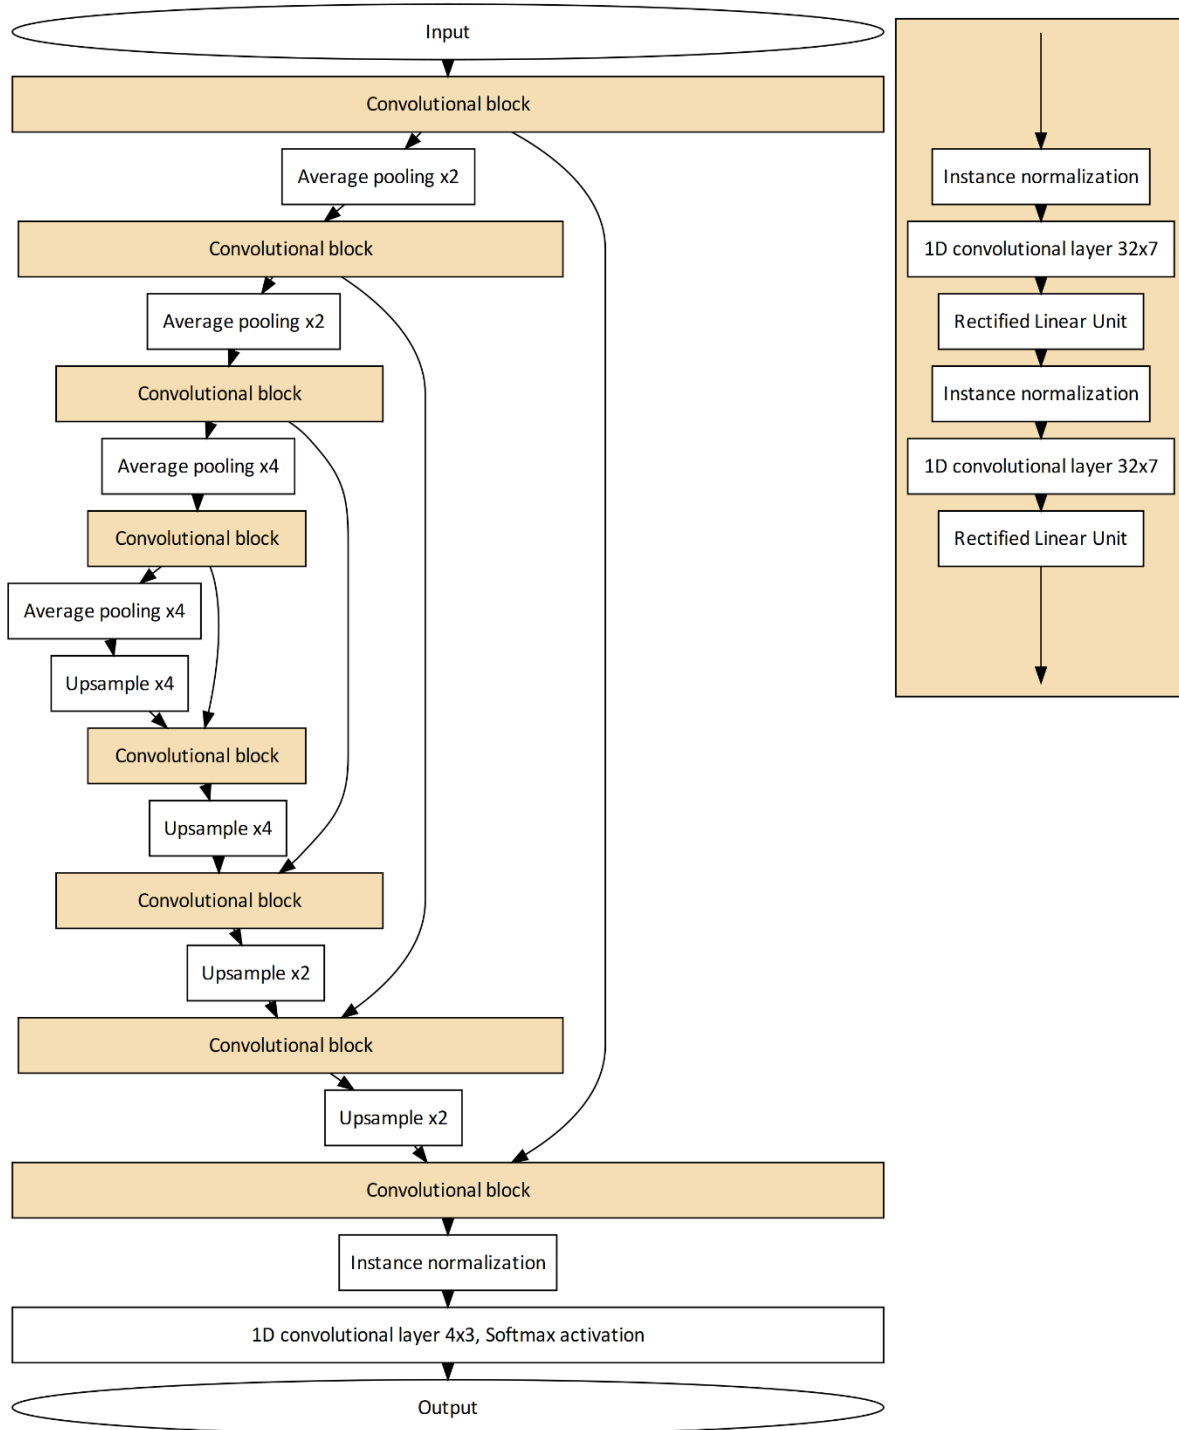 Input
Convolutional block
Average pooling x2
Convolutional block
Average pooling x2
Convolutional block
Average pooling x4
Convolutional block
Average pooling x4
Upsample x4
Convolutional block
Upsample x4
Convolutional block
Upsample x2
Convolutional block
Upsample x2
Convolutional block
Instance normalization
1D convolutional layer 4x3, Softmax activation
Output
Instance normalization
1D convolutional layer 32x7
Rectified Linear Unit
Instance normalization
1D convolutional layer 32x7
Rectified Linear Unit